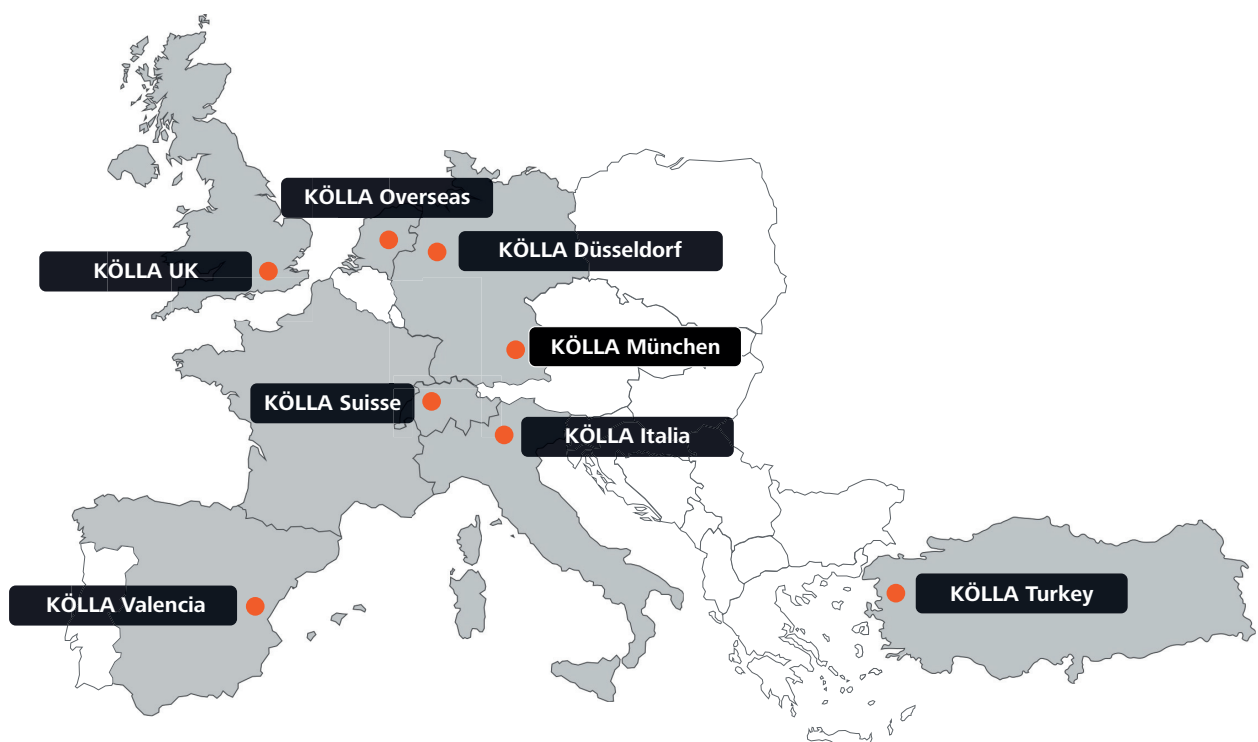 KÖLLA Overseas
KÖLLA Düsseldorf
KÖLLA UK
KÖLLA München
KÖLLA Suisse
KÖLLA Italia
KÖLLA Valencia
KÖLLA Turkey